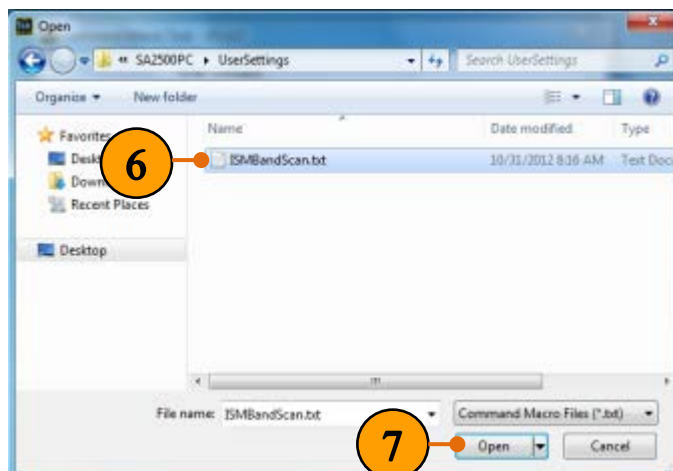 Open
« SA2500PC ▸ UserSettings
Search UserSettings
Organize
New folder
Favorites
Name
Date modified
Type
6
Desk
ISMBandScan.txt
10/31/2012 8:16 AM
Text Doc
Down
Recent Places
Desktop
File name: ISMBandScan.txt
Command Macro Files (*.txt)
7
Open
Cancel